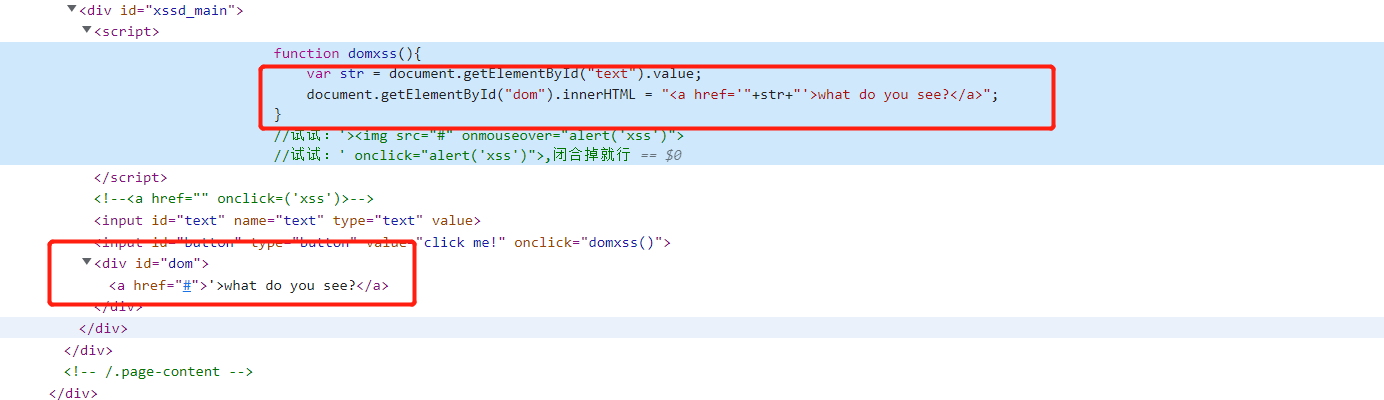 <div id="xssd_main">
<script>
function domxss(){
var str = document.getElementById("text").value;
document.getElementById("dom").innerHTML = "<a href='"+str+"'>what do you see?</a>";
}
//试试：'><img src="#" onmouseover="alert('xss')">
//试试：' onclick="alert('xss')">,闭合掉就行 == $0
</script>
<!--<a href="" onclick=('xss')>-->
<input id="text" name="text" type="text" value>
<input id="button" type="button" value="click me!" onclick="domxss()">
<div id="dom">
<a href="#">'>what do you see?</a>
</div>
</div>
</div>
<!-- /.page-content -->
</div>